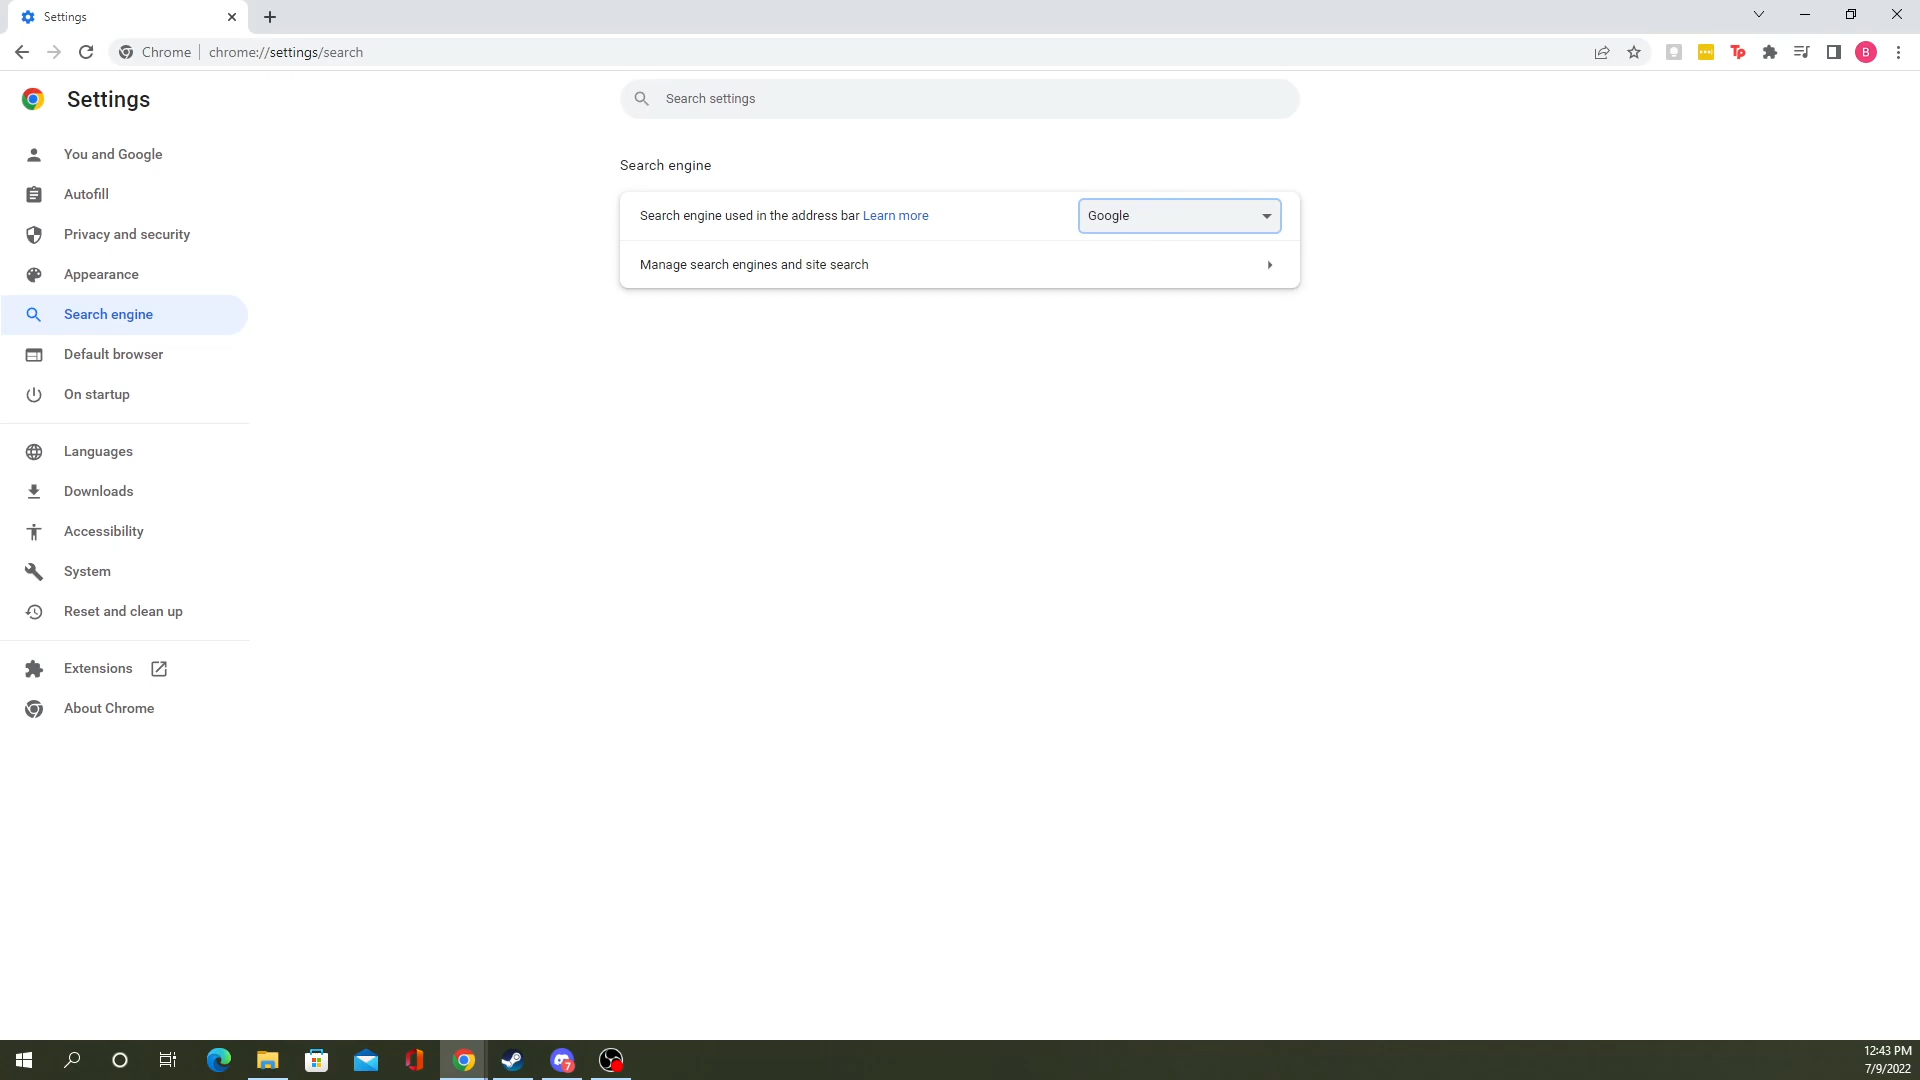 Settings
Chrome
chrome://settings/search
B
Settings
Search settings
You and Google
Autofill
Privacy and security
Appearance
Search engine
Default browser
On startup
Languages
Downloads
Accessibility
System
Reset and clean up
Extensions
About Chrome
Search engine
Search engine used in the address bar Learn more
Google
Manage search engines and site search
7
12:43 PM
7/9/2022